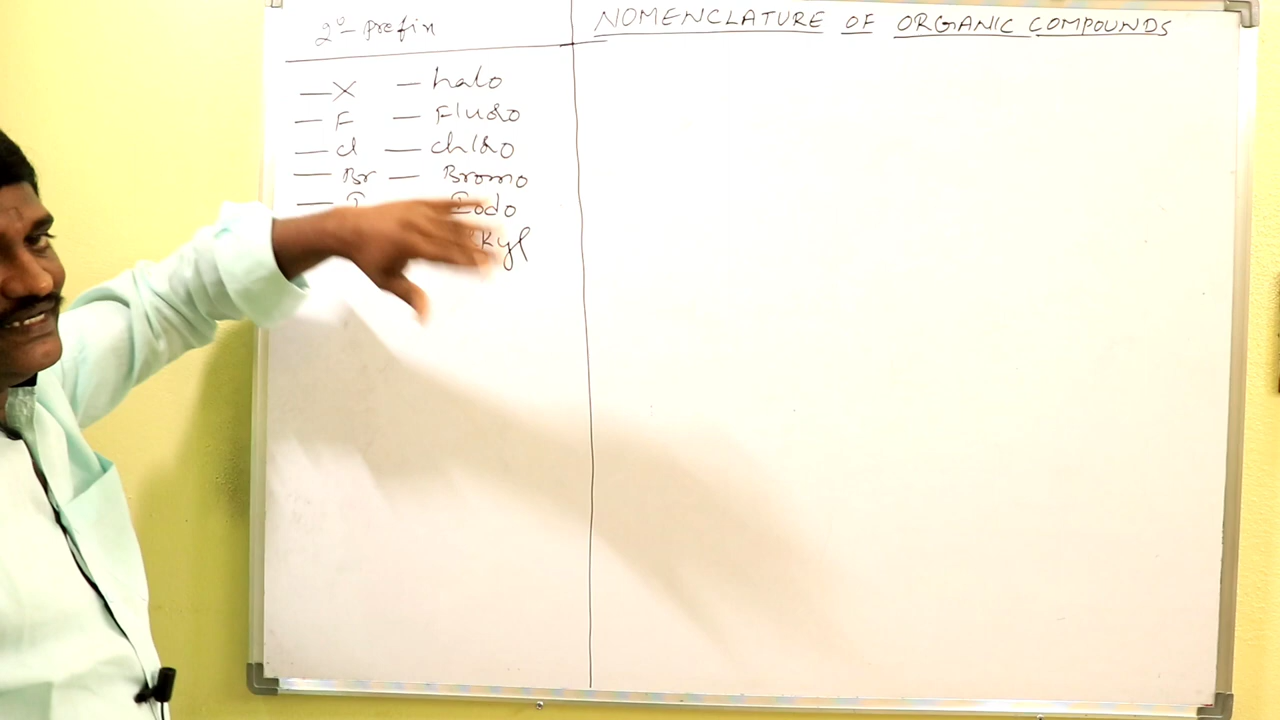 2°- prefix
NOMENCLATURE OF ORGANIC COMPOUNDS
—X — halo
— F — Fluoro
— Cl — chloro
— Br — Bromo
— I Iodo
kyl